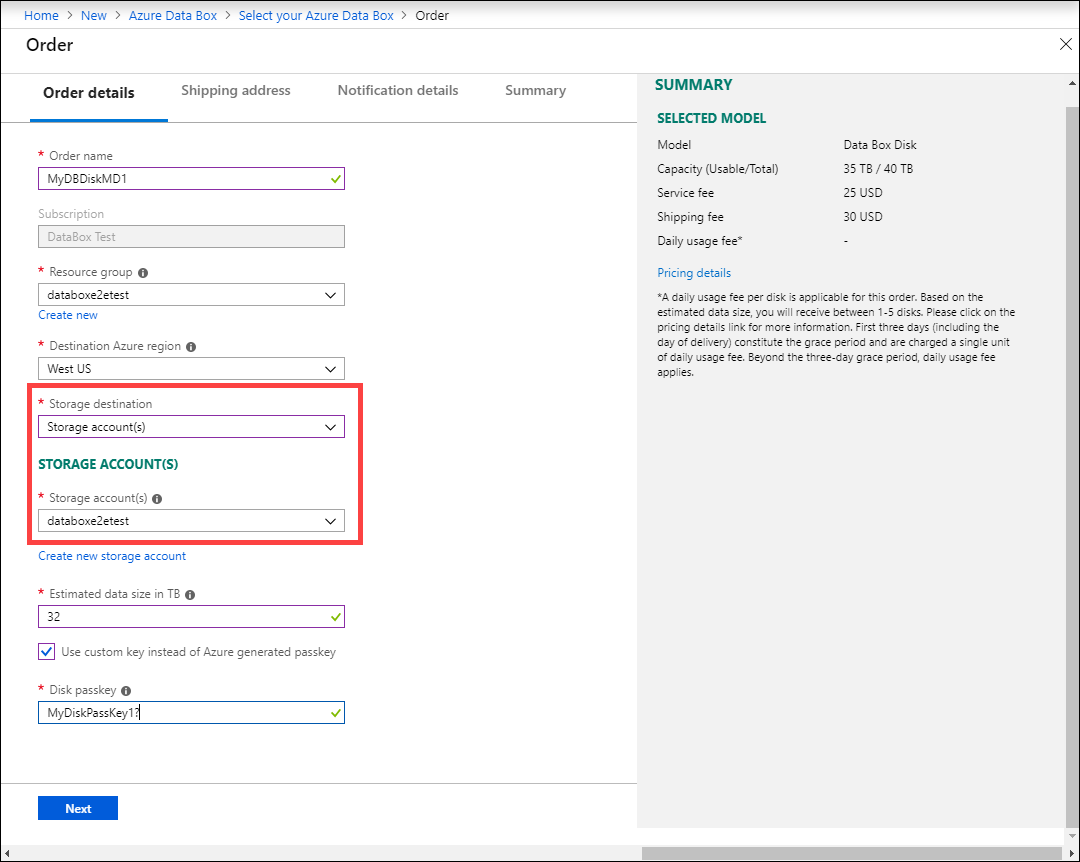 Home > New > Azure Data Box > Select your Azure Data Box > Order
Order
Order details
Shipping address
Notification details
Summary
* Order name
MyDBDiskMD1
Subscription
DataBox Test
* Resource group
databoxe2etest
Create new
* Destination Azure region
West US
* Storage destination
Storage account(s)
STORAGE ACCOUNT(S)
* Storage account(s)
databoxe2etest
Create new storage account
* Estimated data size in TB
32
Use custom key instead of Azure generated passkey
* Disk passkey
MyDiskPassKey1?
Next
SUMMARY
SELECTED MODEL
Model Data Box Disk
Capacity (Usable/Total) 35 TB / 40 TB
Service fee 25 USD
Shipping fee 30 USD
Daily usage fee* -
Pricing details
*A daily usage fee per disk is applicable for this order. Based on the
estimated data size, you will receive between 1-5 disks. Please click on the
pricing details link for more information. First three days (including the
day of delivery) constitute the grace period and are charged a single unit
of daily usage fee. Beyond the three-day grace period, daily usage fee
applies.